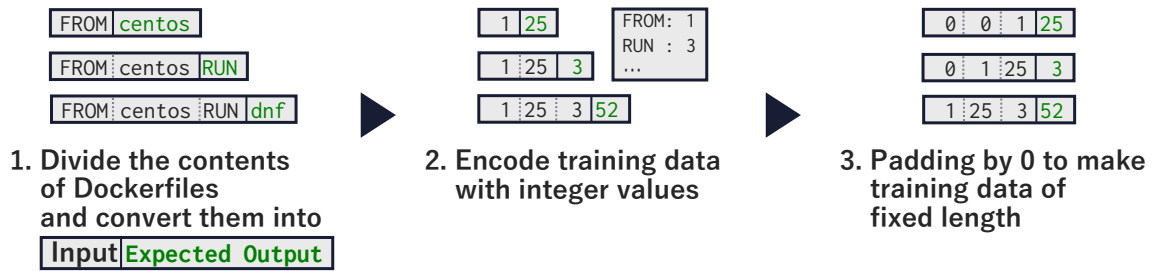 FROM centos
FROM centos RUN
FROM centos RUN dnf
1. Divide the contents
of Dockerfiles
and convert them into
Input Expected Output
1 25
1 25 3
1 25 3 52
FROM: 1
RUN : 3
...
2. Encode training data
with integer values
0 0 1 25
0 1 25 3
1 25 3 52
3. Padding by 0 to make
training data of
fixed length